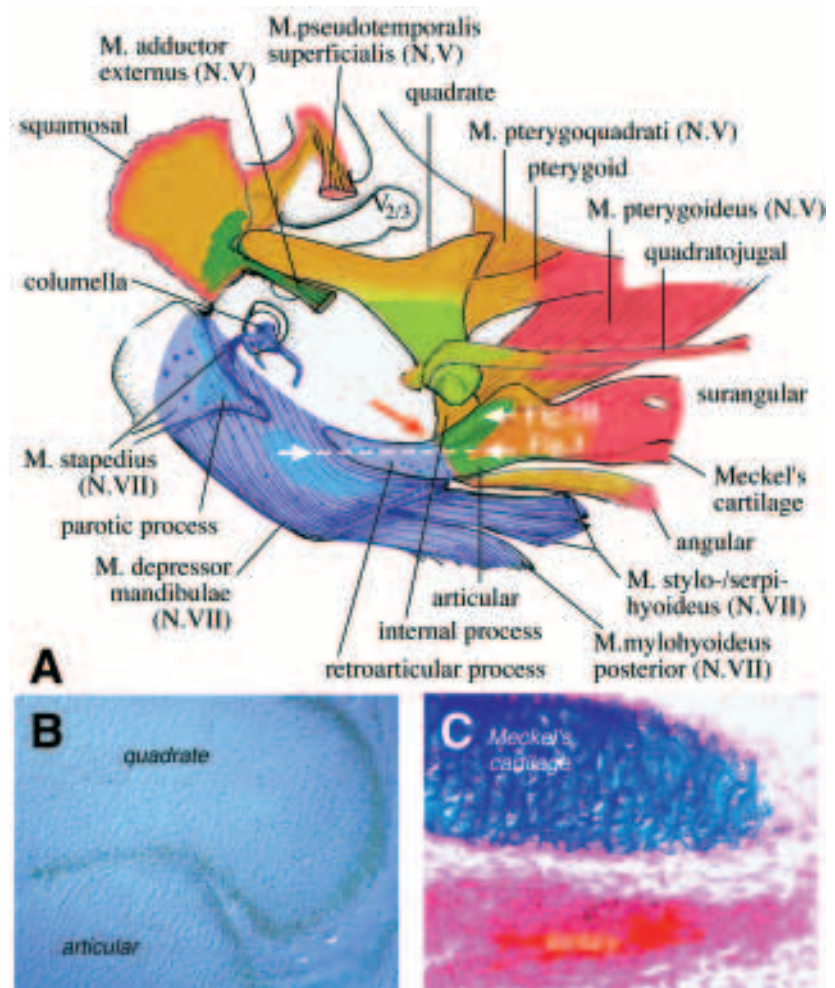 M. adductor
externus (N.V)
M.pseudotemporalis
superficialis (N.V)
quadrate
squamosal
M. pterygoquadrati (N.V)
pterygoid
V2/3
M. pterygoideus (N.V)
quadratojugal
columella
surangular
M. stapedius
(N.VII)
Meckel's
cartilage
parotic process
angular
M. depressor
mandibulae
(N.VII)
M. stylo-/serpi-
hyoideus (N.VII)
articular
internal process
M.mylohyoideus
posterior (N.VII)
retroarticular process
A
B
quadrate
articular
C
Meckel's
cartilage